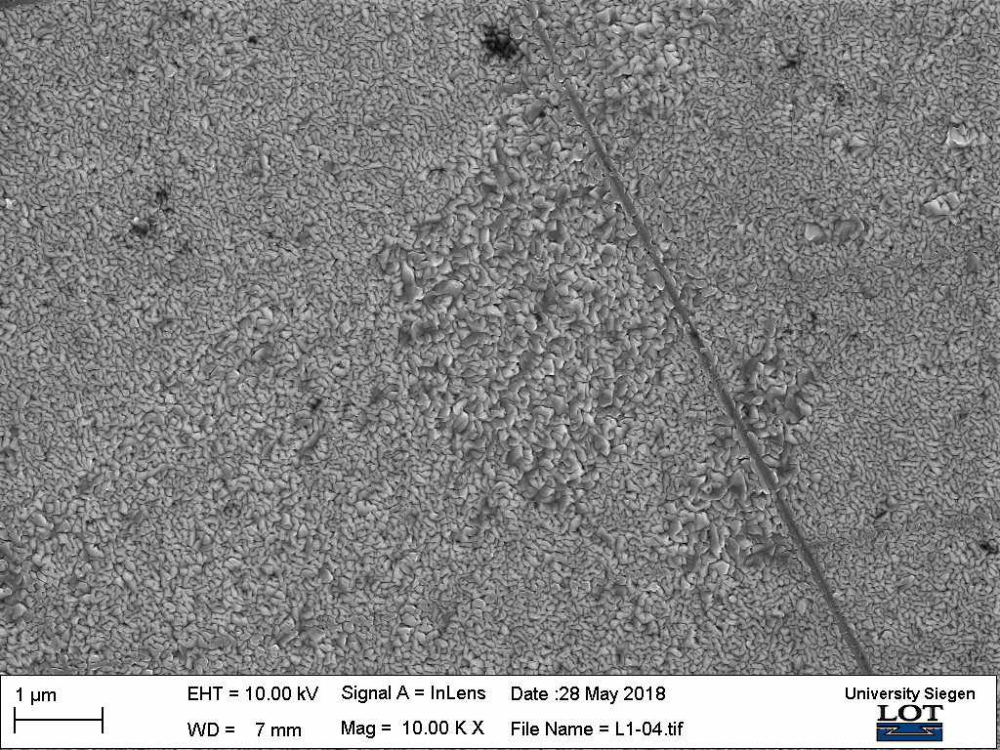 1 µm
EHT = 10.00 kV Signal A = InLens Date :28 May 2018 University Siegen
WD = 7 mm Mag = 10.00 K X File Name = L1-04.tif LOT